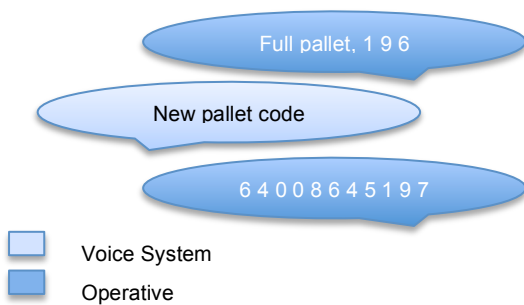 Full pallet, 1 9 6
New pallet code
6 4 0 0 8 6 4 5 1 9 7
Voice System
Operative